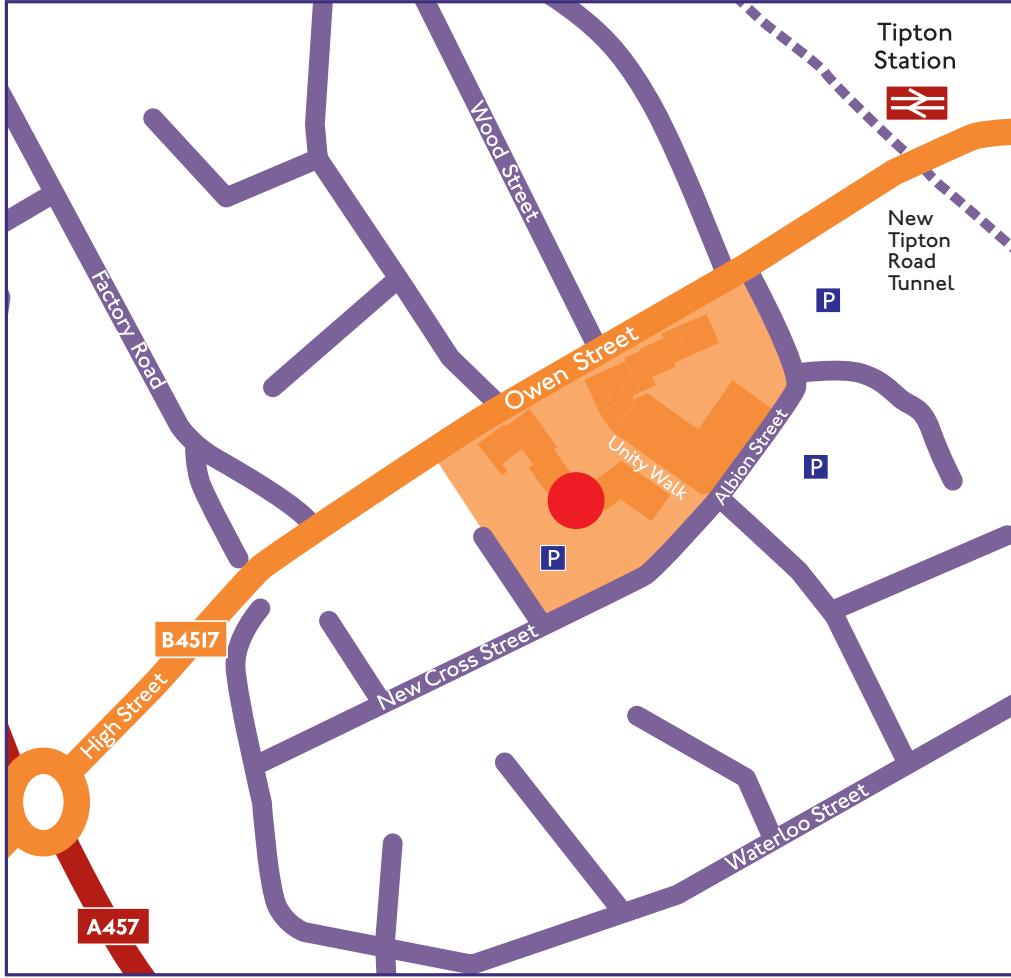 Tipton
Station
Wood Street
New
Tipton
Road
Tunnel
Factory Road
P
Owen Street
Unity Walk
Albion Street
P
P
B4517
New Cross Street
High Street
Waterloo Street
A457